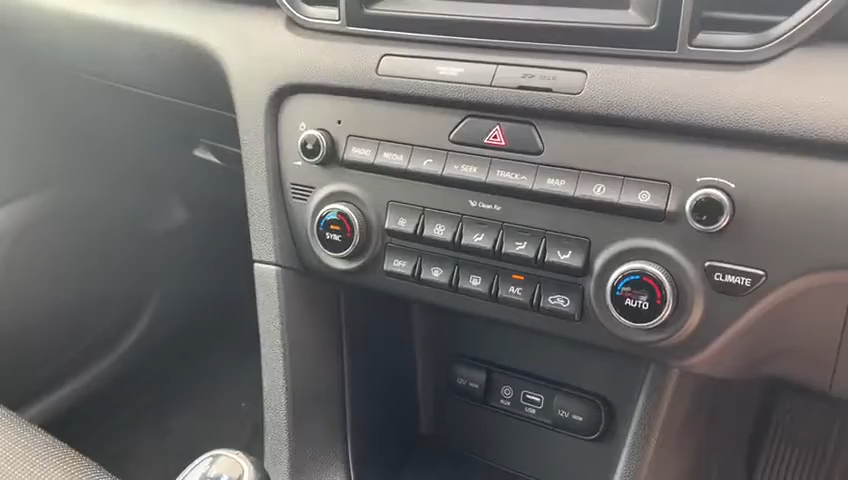 RADIO MEDIA SEEK TRACK MAP
Clean Air
SYNC
OFF A/C
AUTO
CLIMATE
12V AUX USB 12V